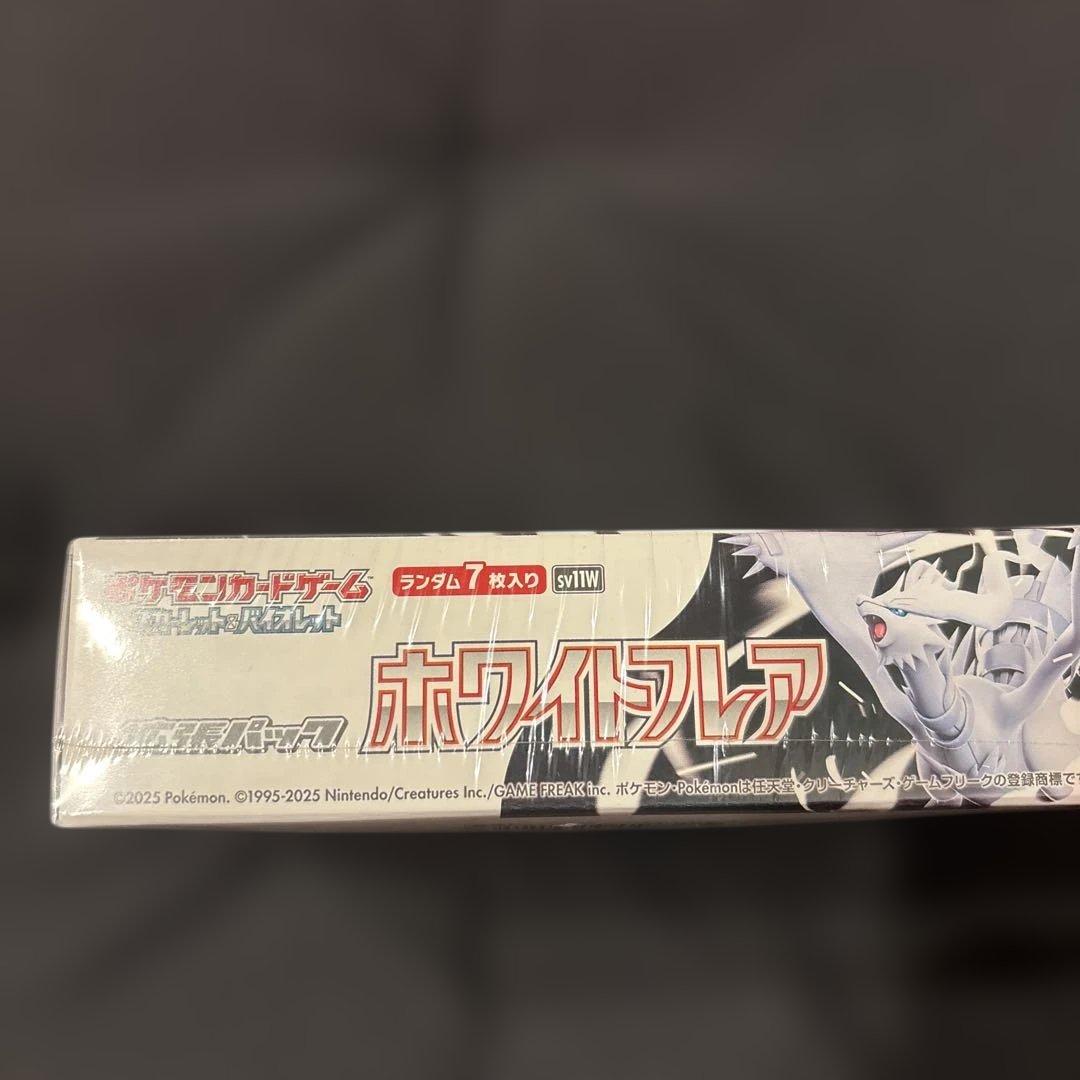 ポケモンカードゲーム
スカーレット&バイオレット
ランダム7枚入り
sv11W
拡張パック
ホワイトフレア
©2025 Pokémon. ©1995-2025 Nintendo/Creatures Inc./GAME FREAK inc. ポケモン・Pokémonは任天堂・クリーチャーズ・ゲームフリークの登録商標です